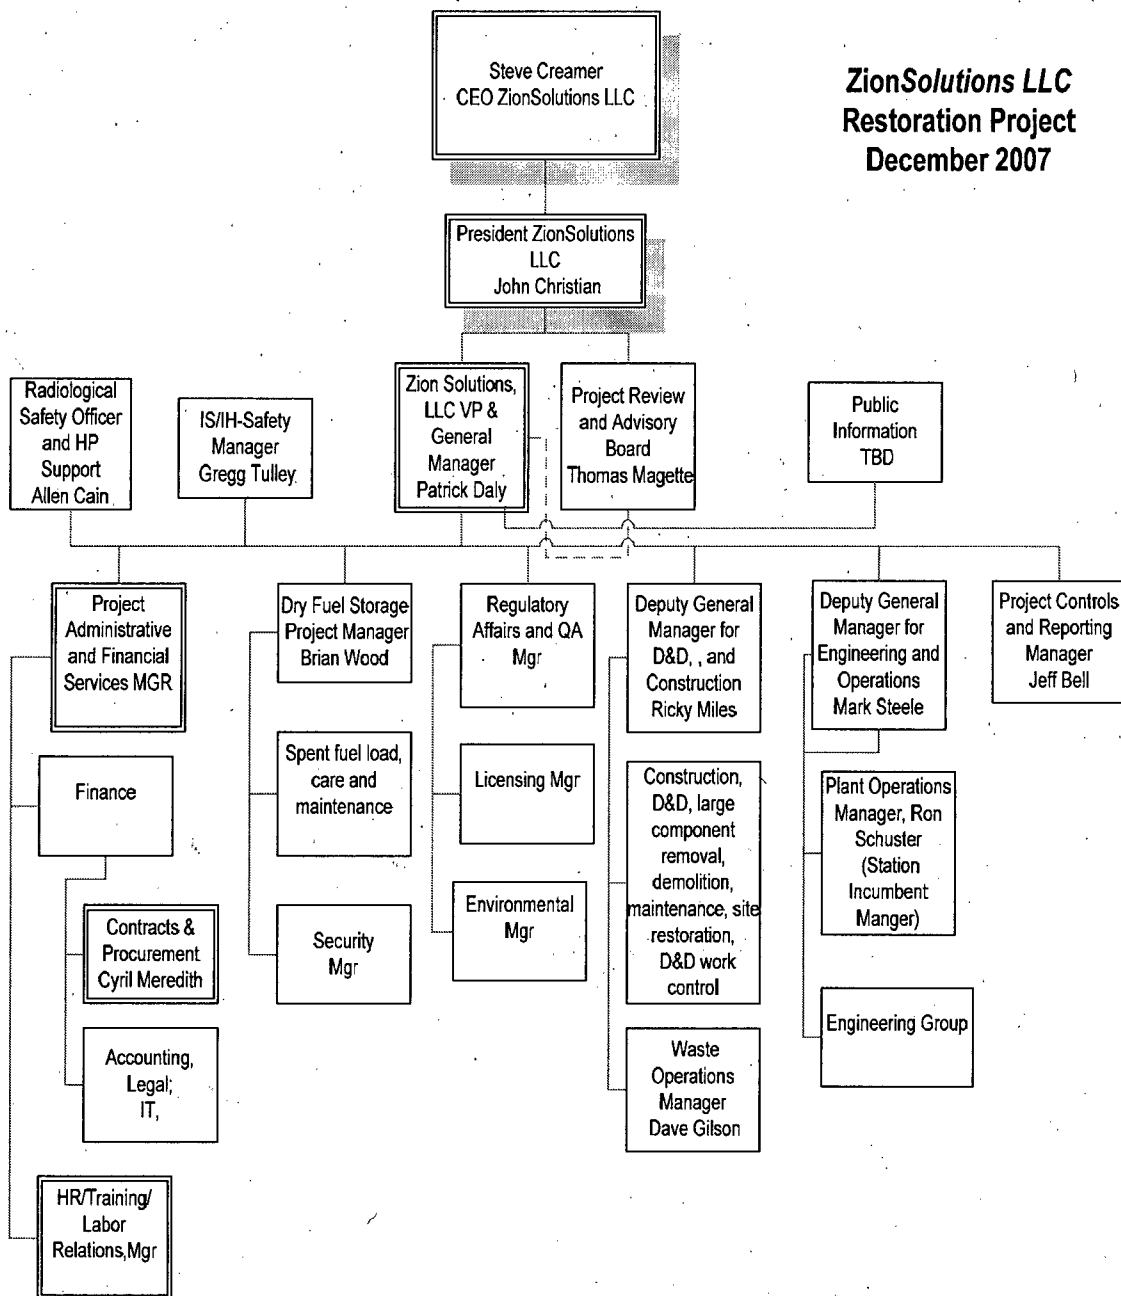 ZionSolutions LLC
Restoration Project
December 2007
Steve Creamer
CEO ZionSolutions LLC
President ZionSolutions
LLC
John Christian
Radiological
Safety Officer
and HP
Support
Allen Cain
IS/IH-Safety
Manager
Gregg Tulley
Zion Solutions,
LLC VP &
General
Manager
Patrick Daly
Project Review
and Advisory
Board
Thomas Magette
Public
Information
TBD
Project
Administrative
and Financial
Services MGR
Dry Fuel Storage
Project Manager
Brian Wood
Regulatory
Affairs and QA
Mgr
Deputy General
Manager for
D&D, , and
Construction
Ricky Miles
Deputy General
Manager for
Engineering and
Operations
Mark Steele
Project Controls
and Reporting
Manager
Jeff Bell
Finance
Spent fuel load,
care and
maintenance
Licensing Mgr
Construction,
D&D, large
component
removal,
demolition,
maintenance, site
restoration,
D&D work
control
Plant Operations
Manager, Ron
Schuster
(Station
Incumbent
Manger)
Contracts &
Procurement
Cyril Meredith
Security
Mgr
Environmental
Mgr
Engineering Group
Accounting,
Legal;
IT,
Waste
Operations
Manager
Dave Gilson
HR/Training/
Labor
Relations,Mgr